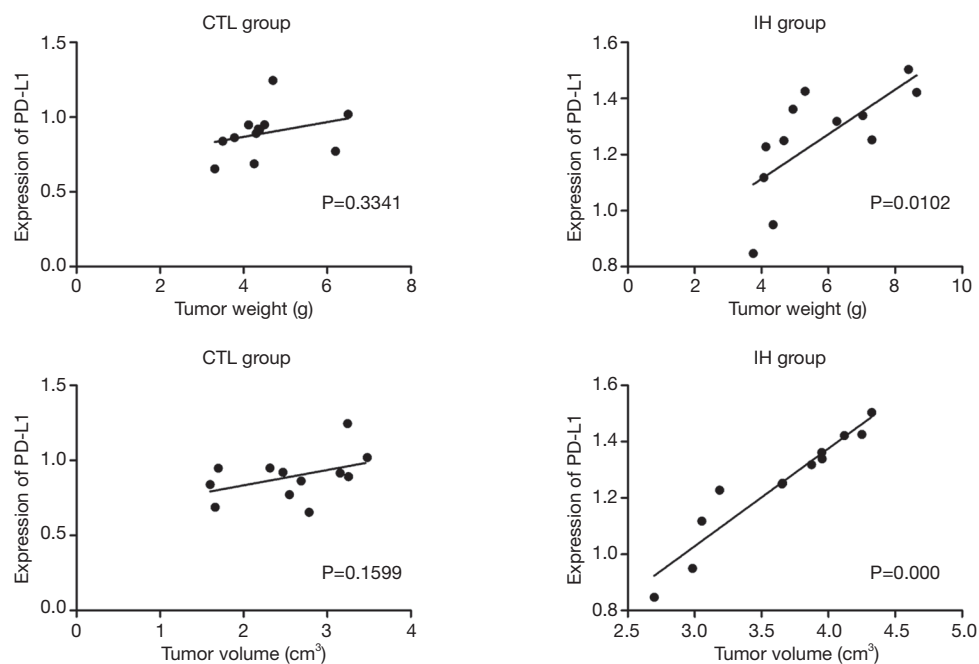 CTL group
Expression of PD-L1
1.5
1.0
0.5
0.0
P=0.3341
0 2 4 6 8
Tumor weight (g)
IH group
Expression of PD-L1
1.6
1.4
1.2
1.0
0.8
P=0.0102
0 2 4 6 8 10
Tumor weight (g)
CTL group
Expression of PD-L1
1.5
1.0
0.5
0.0
P=0.1599
0 1 2 3 4
Tumor volume (cm³)
IH group
Expression of PD-L1
1.6
1.4
1.2
1.0
0.8
P=0.000
2.5 3.0 3.5 4.0 4.5 5.0
Tumor volume (cm³)